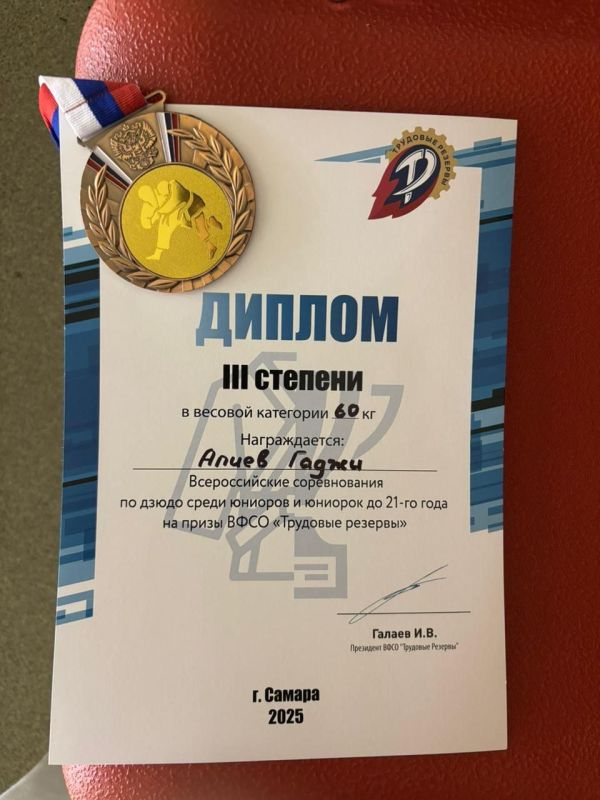 ТРУДОВЫЕ РЕЗЕРВЫ
ДИПЛОМ
III степени
в весовой категории 60 кг
Награждается:
Алиев Гаджи
Всероссийские соревнования
по дзюдо среди юниоров и юниорок до 21-го года
на призы ВФСО «Трудовые резервы»
Галаев И.В.
Президент ВФСО "Трудовые Резервы"
г. Самара
2025